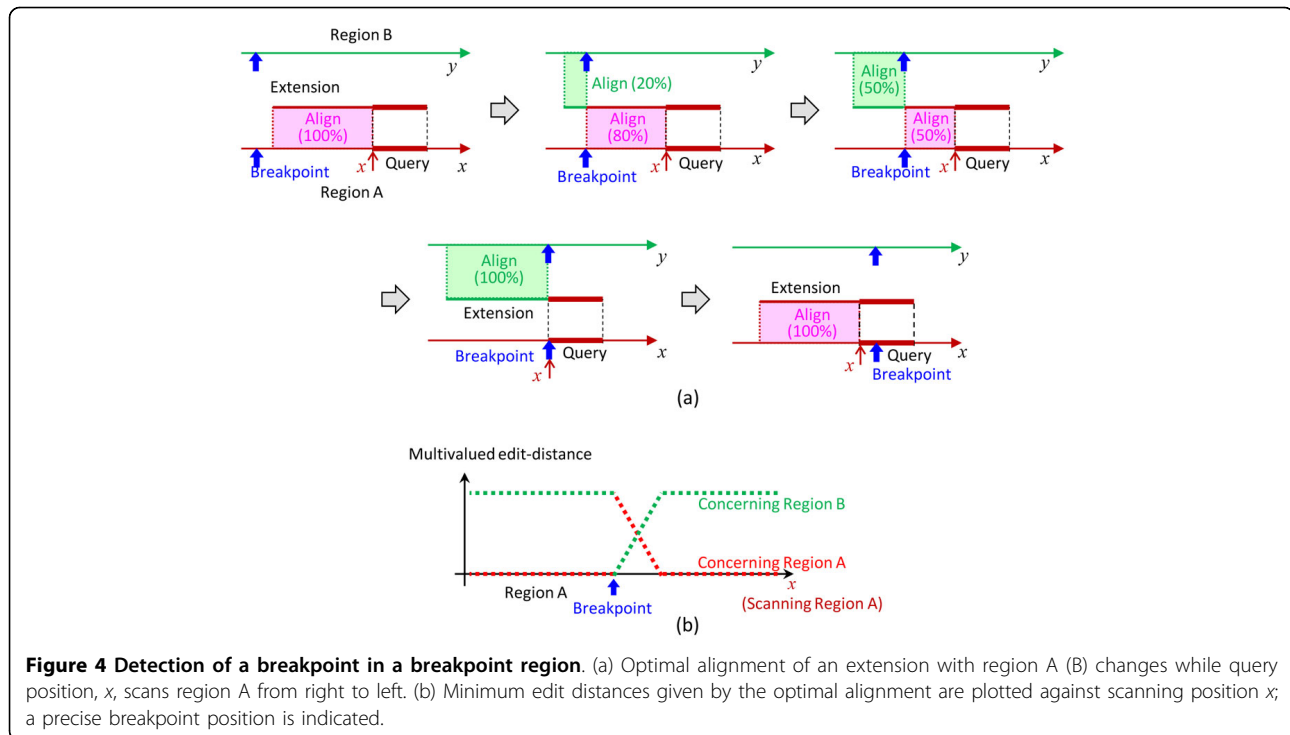 Region B
y
y
y
Extension
Align (20%)
Align
(50%)
Align
(100%)
Align
(80%)
Align
(50%)
x
Query
x
x
Query
x
x
Query
x
Breakpoint
Breakpoint
Breakpoint
Region A
y
y
Align
(100%)
Extension
Extension
Align
(100%)
Breakpoint
Query
x
x
x
Query
x
Breakpoint
(a)
Multivalued edit-distance
Concerning Region B
Concerning Region A
Region A
x
Breakpoint
(Scanning Region A)
(b)
Figure 4 Detection of a breakpoint in a breakpoint region. (a) Optimal alignment of an extension with region A (B) changes while query
position, x, scans region A from right to left. (b) Minimum edit distances given by the optimal alignment are plotted against scanning position x;
a precise breakpoint position is indicated.